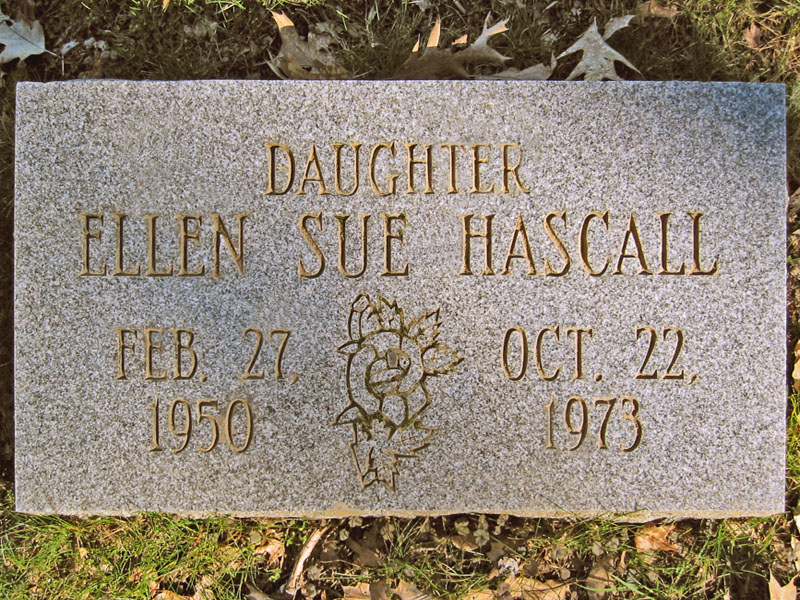 DAUGHTER
ELLEN SUE HASCALL
FEB. 27, 1950
OCT. 22, 1973